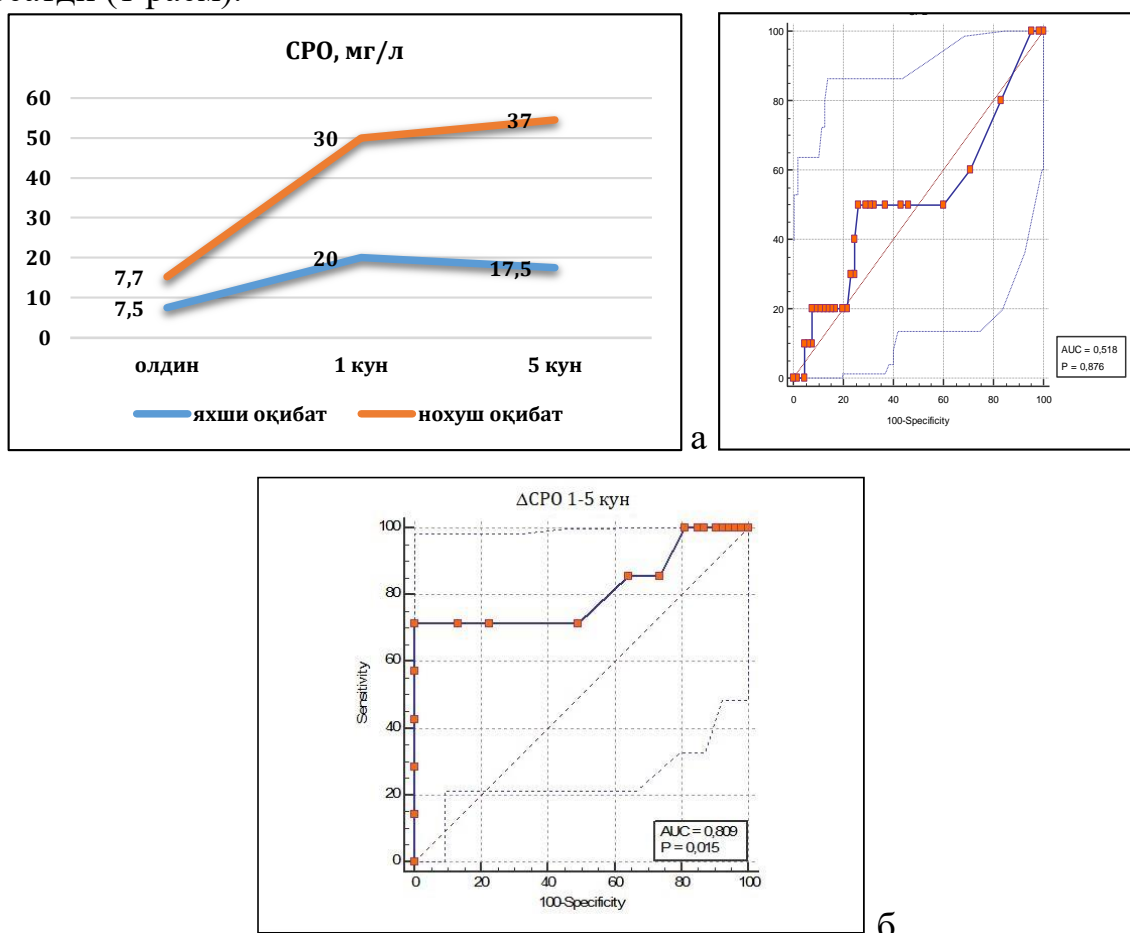 СРО, мг/л
60
50
40
30
20
10
0
7,7
7,5
30
20
37
17,5
олдин 1 кун 5 кун
яхши оқибат нохуш оқибат
а
100
80
60
40
20
0
0 20 40 60 80 100
100-Specificity
AUC = 0,518
P = 0,876
ΔСРО 1-5 кун
Sensitivity
100
80
60
40
20
0
0 20 40 60 80 100
100-Specificity
AUC = 0,809
P = 0,015
б